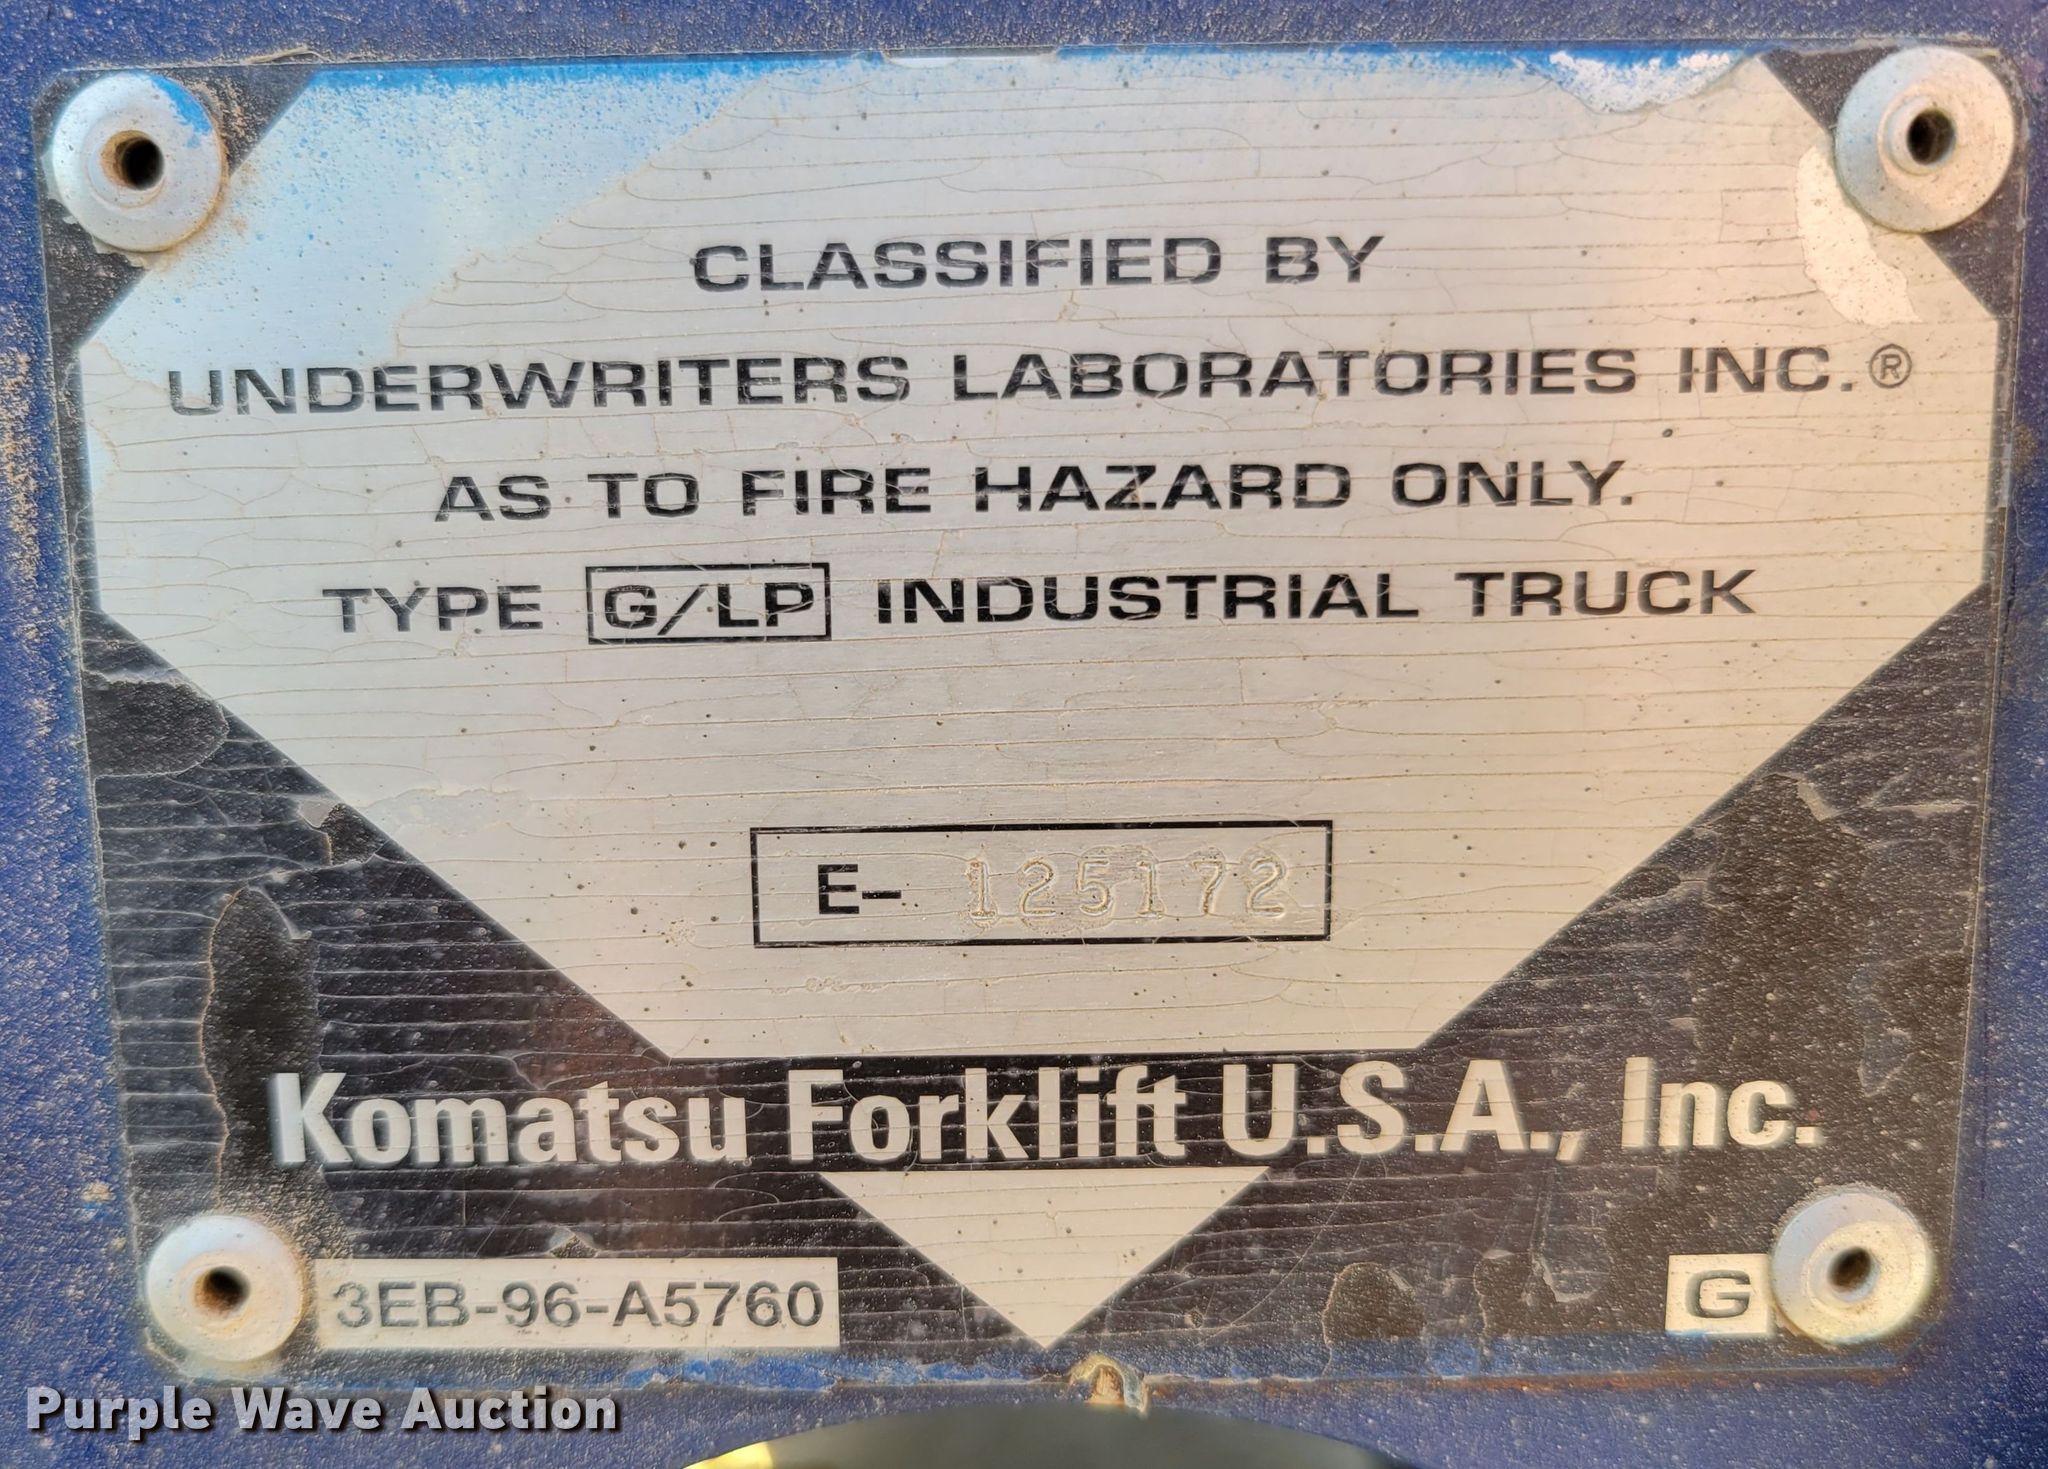 CLASSIFIED BY
UNDERWRITERS LABORATORIES INC.®
AS TO FIRE HAZARD ONLY.
TYPE G/LP INDUSTRIAL TRUCK
E- 125172
Komatsu Forklift U.S.A., Inc.
3EB-96-A5760 G
Purple Wave Auction